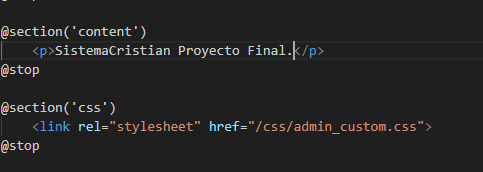 @section('content')
<p>SistemaCristian Proyecto Final.</p>
@stop
@section('css')
<link rel="stylesheet" href="/css/admin_custom.css">
@stop